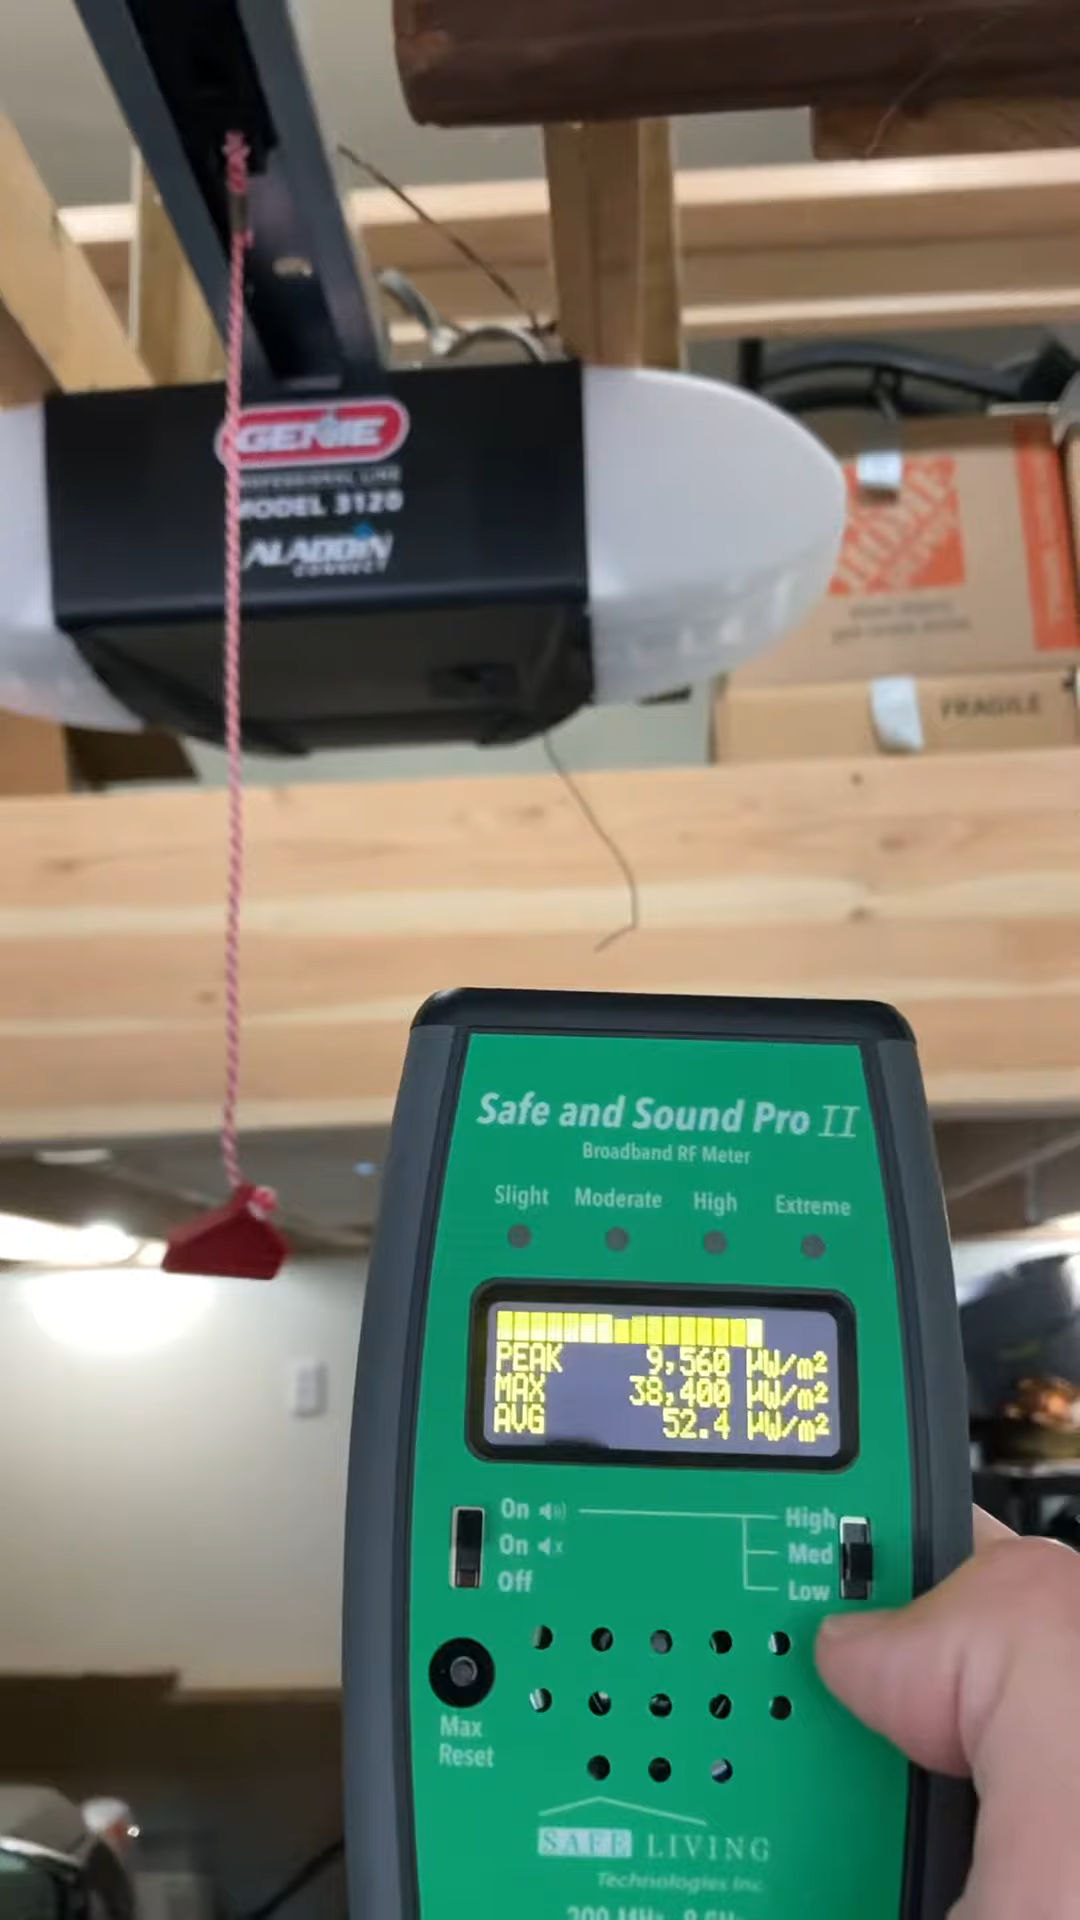 GENIE
PROFESSIONAL LINE
MODEL 3120
ALADDIN
CONNECT
FRAGILE
Safe and Sound Pro II
Broadband RF Meter
Slight Moderate High Extreme
PEAK 9,560 µW/m²
MAX 38,400 µW/m²
AVG 52.4 µW/m²
On High
On Med
Off Low
Max
Reset
SAFE LIVING
Technologies Inc.